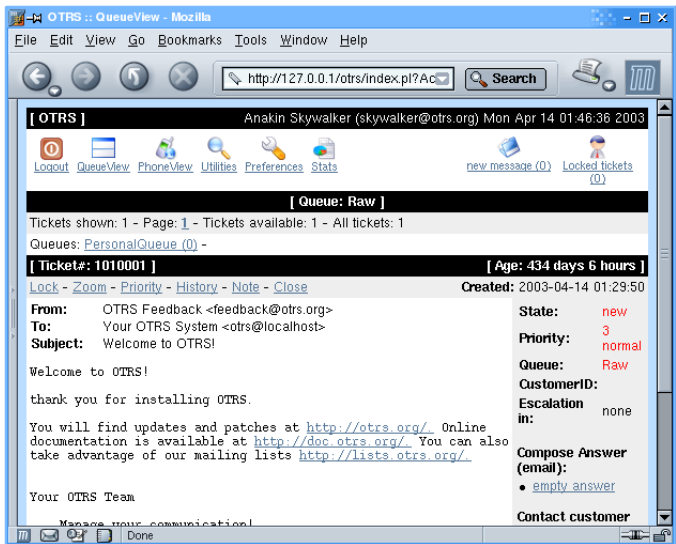 OTRS :: QueueView - Mozilla
File Edit View Go Bookmarks Tools Window Help
http://127.0.0.1/otrs/index.pl?Ac Search
[ OTRS ] Anakin Skywalker (skywalker@otrs.org) Mon Apr 14 01:46:36 2003
Logout QueueView PhoneView Utilities Preferences Stats new message (0) Locked tickets
(0)
[ Queue: Raw ]
Tickets shown: 1 - Page: 1 - Tickets available: 1 - All tickets: 1
Queues: PersonalQueue (0) -
[ Ticket#: 1010001 ] [ Age: 434 days 6 hours ]
Lock - Zoom - Priority - History - Note - Close Created: 2003-04-14 01:29:50
From: OTRS Feedback <feedback@otrs.org>
To: Your OTRS System <otrs@localhost>
Subject: Welcome to OTRS!
Welcome to OTRS!
thank you for installing OTRS.
You will find updates and patches at http://otrs.org/. Online
documentation is available at http://doc.otrs.org/. You can also
take advantage of our mailing lists http://lists.otrs.org/.
Your OTRS Team
Manage your communication!
State: new
Priority: 3
normal
Queue: Raw
CustomerID:
Escalation
in: none
Compose Answer
(email):
• empty answer
Contact customer
Done